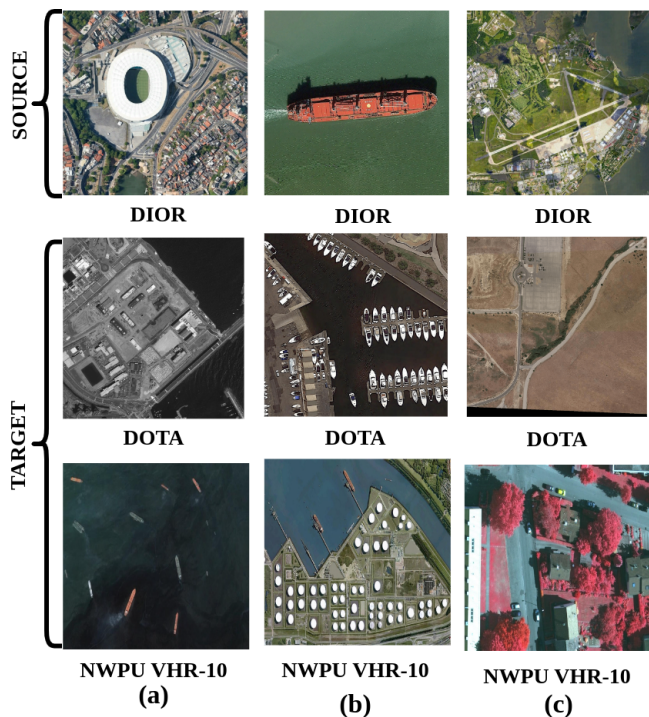 SOURCE
DIOR
DIOR
DIOR
TARGET
DOTA
DOTA
DOTA
NWPU VHR-10
NWPU VHR-10
NWPU VHR-10
(a)
(b)
(c)